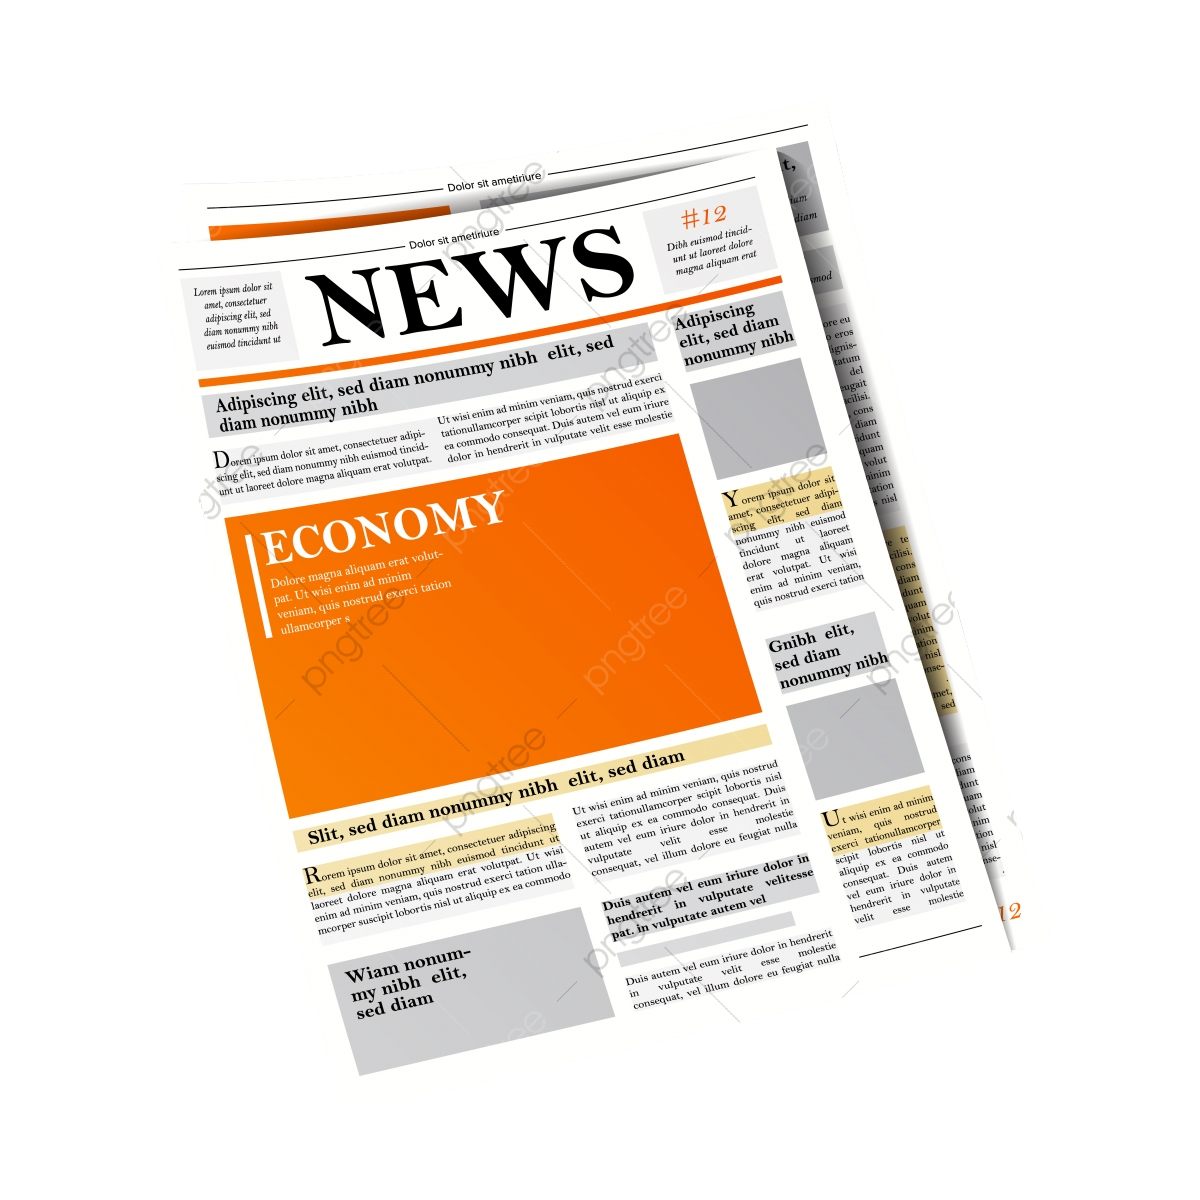 Dolor sit ametiriure
Dolor sit ametiriure
NEWS
Lorem ipsum dolor sit
amet, consectetuer
adipiscing elit, sed
diam nonummy nibh
euismod tincidunt ut
#12
Dibh euismod tincid-
unt ut laoreet dolore
magna aliquam erat
Adipiscing elit, sed diam nonummy nibh elit, sed
diam nonummy nibh
Dorem ipsum dolor sit amet, consectetuer adipi-
scing elit, sed diam nonummy nibh euismod tincid-
unt ut laoreet dolore magna aliquam erat volutpat.
Ut wisi enim ad minim veniam, quis nostrud exerci
tationullamcorper scipit lobortis nisl ut aliquip ex
ea commodo consequat. Duis autem vel eum iriure
dolor in hendrerit in vulputate velit esse molestie
ECONOMY
Dolore magna aliquam erat volut-
pat. Ut wisi enim ad minim
veniam, quis nostrud exerci tation
ullamcorper s
Slit, sed diam nonummy nibh elit, sed diam
Rorem ipsum dolor sit amet, consectetuer adipiscing
elit, sed diam nonummy nibh euismod tincidunt ut
laoreet dolore magna aliquam erat volutpat. Ut wisi
enim ad minim veniam, quis nostrud exerci tation ulla-
mcorper suscipit lobortis nisl ut aliquip ex ea commodo
Wiam nonum-
my nibh elit,
sed diam
Ut wisi enim ad minim veniam, quis nostrud
exerci tationullamcorper scipit lobortis nisl
ut aliquip ex ea commodo consequat. Duis
autem vel eum iriure dolor in hendrerit in
vulputate velit esse molestie
consequat, vel illum dolore eu feugiat nulla
Duis autem vel eum iriure dolor in
hendrerit in vulputate velitesse
pat. in vulputate autem vel
Duis autem vel eum iriure dolor in hendrerit
in vulputate velit esse molestie
consequat, vel illum dolore eu feugiat nulla
Adipiscing
elit, sed diam
nonummy nibh
Yorem ipsum dolor sit
amet, consectetuer adipi-
scing elit, sed diam
nonummy nibh euismod
tincidunt ut laoreet
dolore magna aliquam
erat volutpat. Ut wisi
enim ad minim veniam,
quis nostrud exerci tation
Gnibh elit,
sed diam
nonummy nibh
Ut wisi enim ad minim
veniam, quis nostrud
exerci tationullamcorper
scipit lobortis nisl ut
aliquip ex ea commodo
consequat. Duis autem
vel eum iriure dolor in
hendrerit in vulputate
velit esse molestie
12
pngtree